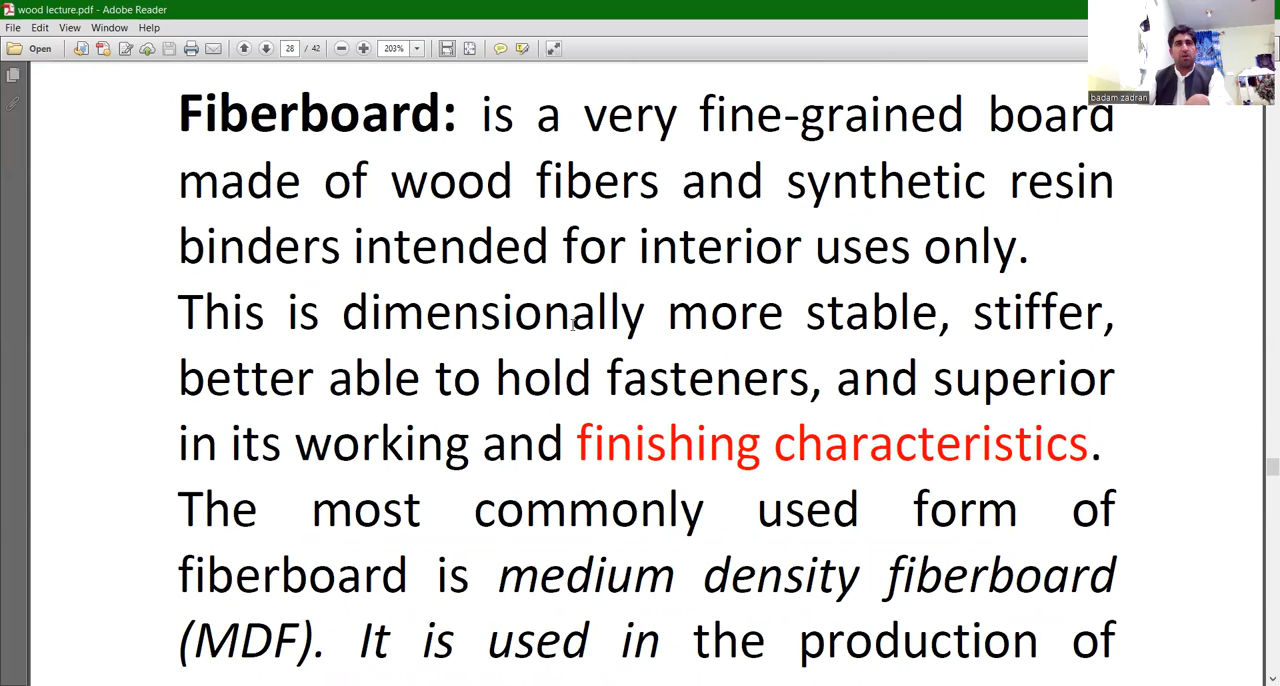 wood lecture.pdf - Adobe Reader
File Edit View Window Help
Open 28 / 42 203%
badam zadran
Fiberboard: is a very fine-grained board
made of wood fibers and synthetic resin
binders intended for interior uses only.
This is dimensionally more stable, stiffer,
better able to hold fasteners, and superior
in its working and finishing characteristics.
The most commonly used form of
fiberboard is medium density fiberboard
(MDF). It is used in the production of